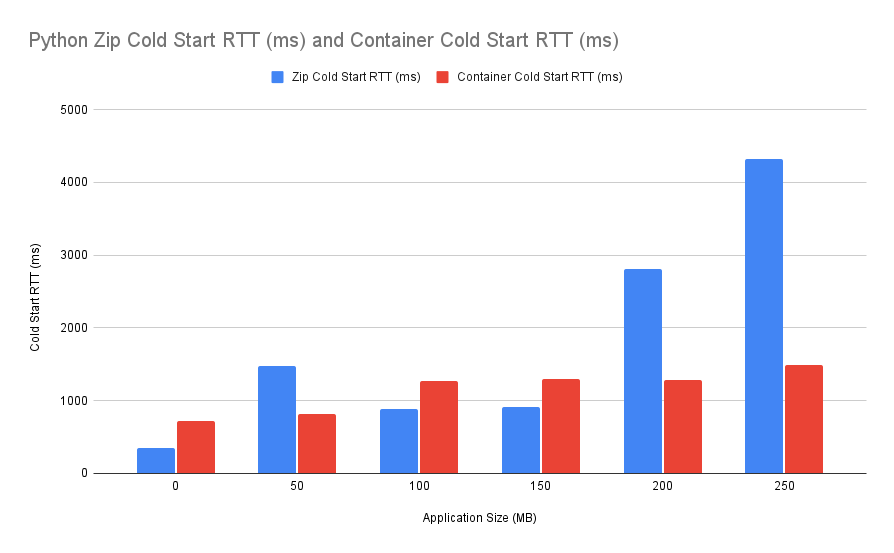 Python Zip Cold Start RTT (ms) and Container Cold Start RTT (ms)
Zip Cold Start RTT (ms) Container Cold Start RTT (ms)
5000
4000
3000
2000
1000
0
Cold Start RTT (ms)
0 50 100 150 200 250
Application Size (MB)